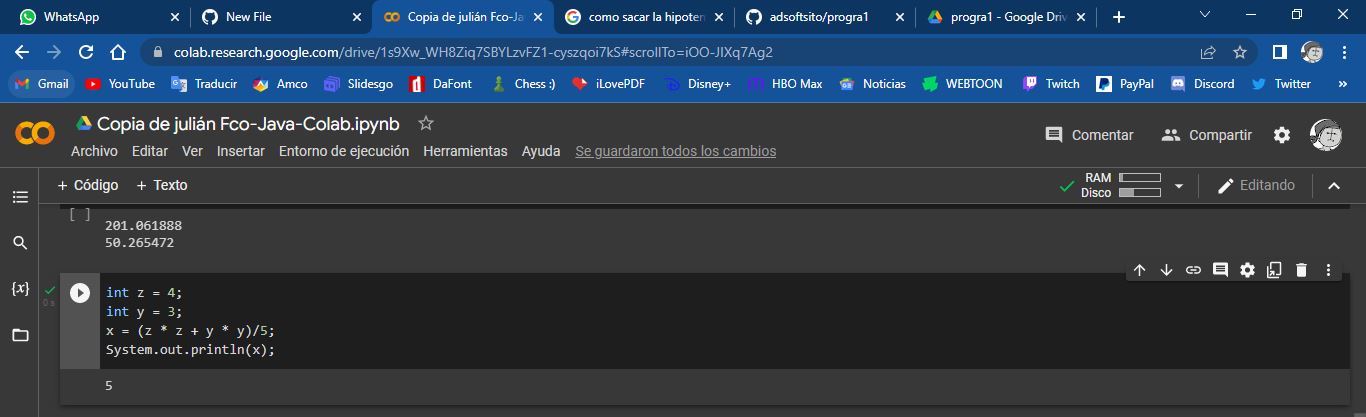 WhatsApp
New File
Copia de julián Fco-Ja
como sacar la hipoten
adsoftsito/progra1
progra1 - Google Driv
colab.research.google.com/drive/1s9Xw_WH8Ziq7SBYLzvFZ1-cyszqoi7kS#scrollTo=iOO-JIXq7Ag2
Gmail
YouTube
Traducir
Amco
Slidesgo
DaFont
Chess :)
iLovePDF
Disney+
HBO Max
Noticias
WEBTOON
Twitch
PayPal
Discord
Twitter
»
Copia de julián Fco-Java-Colab.ipynb
Comentar
Compartir
Archivo Editar Ver Insertar Entorno de ejecución Herramientas Ayuda Se guardaron todos los cambios
+ Código + Texto
RAM
Disco
Editando
[ ]
201.061888
50.265472
{x}
0 s
int z = 4;
int y = 3;
x = (z * z + y * y)/5;
System.out.println(x);
5